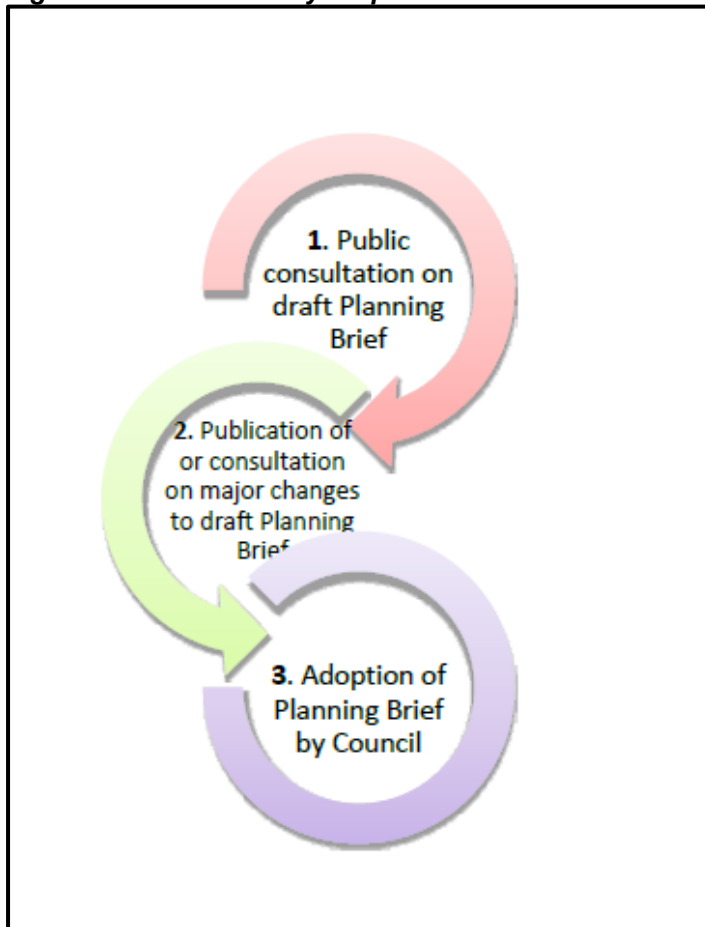 1. Public
consultation on
draft Planning
Brief
2. Publication of
or consultation
on major changes
to draft Planning
Brief
3. Adoption of
Planning Brief
by Council